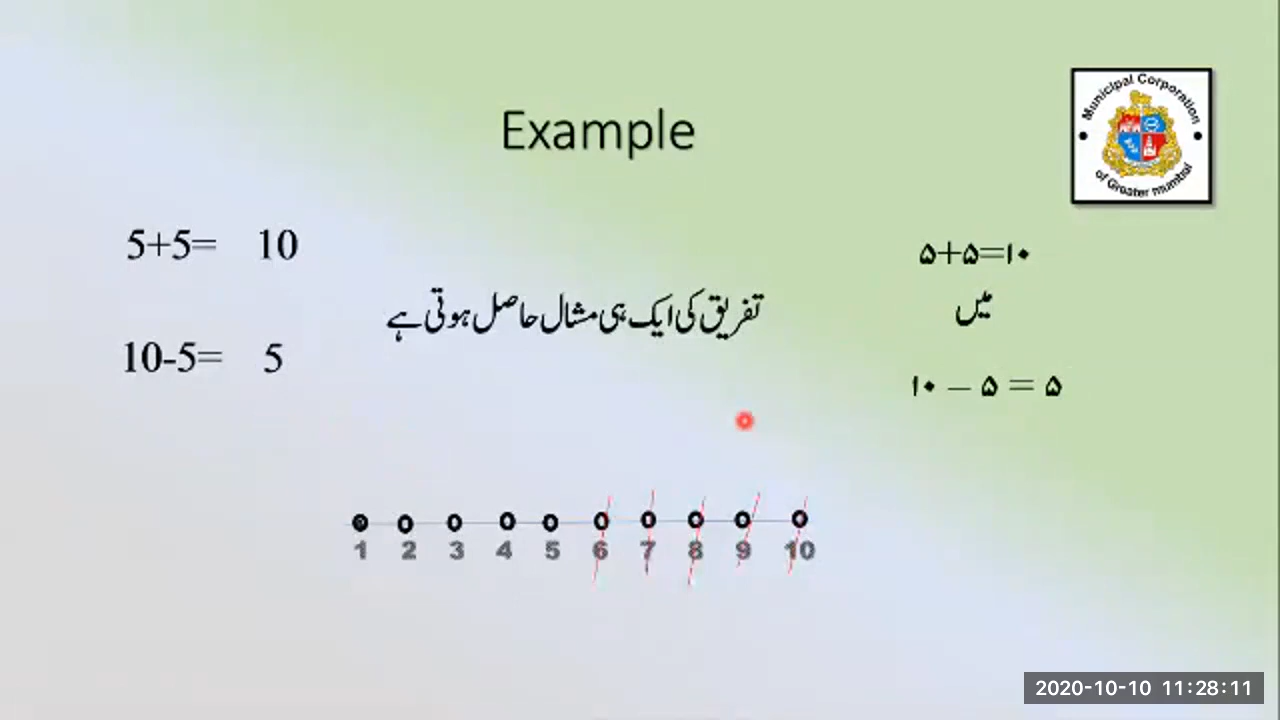 Municipal Corporation
of Greater mumbai
Example
5+5= 10
۵+۵=۱۰
میں
تفریق کی ایک ہی مثال حاصل ہوتی ہے
10-5= 5
۱۰ – ۵ = ۵
1 2 3 4 5 6 7 8 9 10
2020-10-10 11:28:11